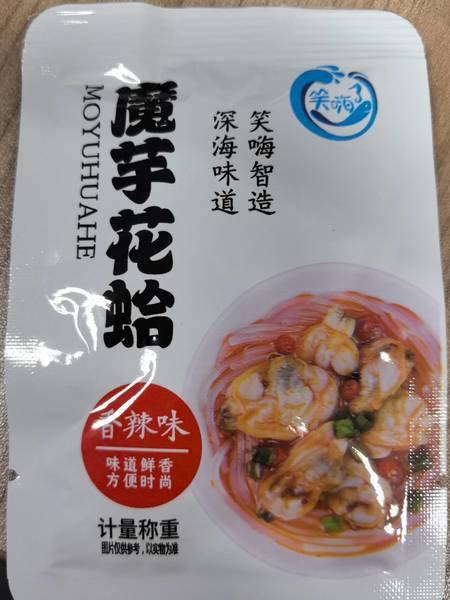 笑嗨了
魔芋花蛤
MOYUHUAHE
笑嗨智造
深海味道
香辣味
味道鲜香
方便时尚
计量称重
图片仅供参考，以实物为准